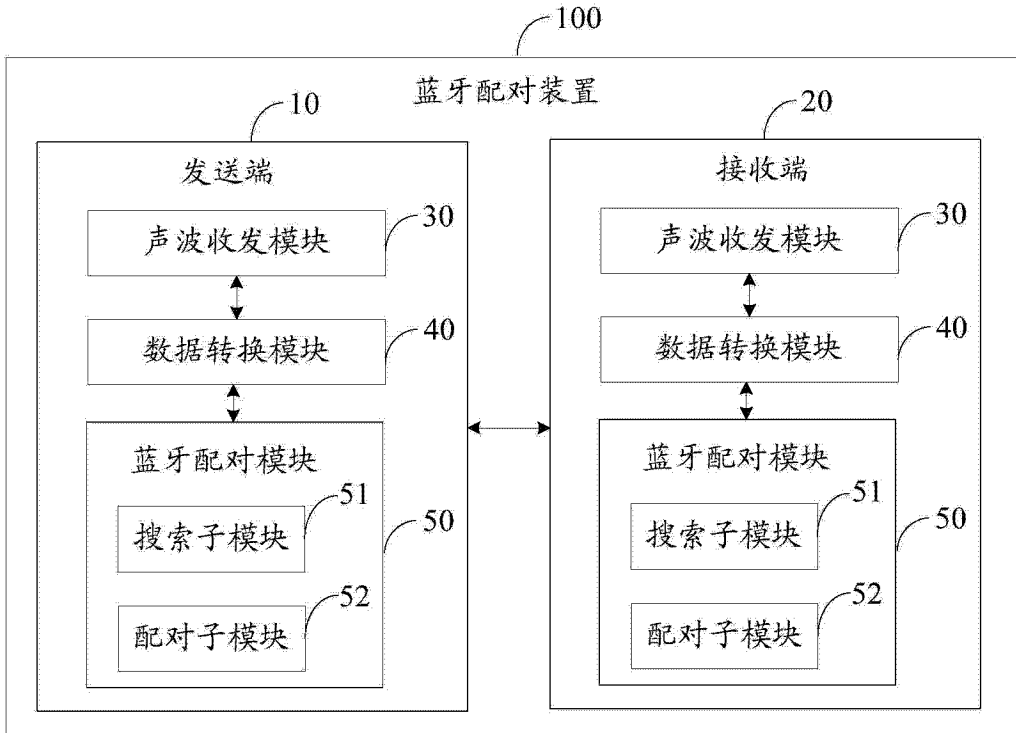 100
蓝牙配对装置
10
发送端
声波收发模块
30
数据转换模块
40
蓝牙配对模块
搜索子模块
51
50
配对子模块
52
20
接收端
声波收发模块
30
数据转换模块
40
蓝牙配对模块
搜索子模块
51
50
配对子模块
52